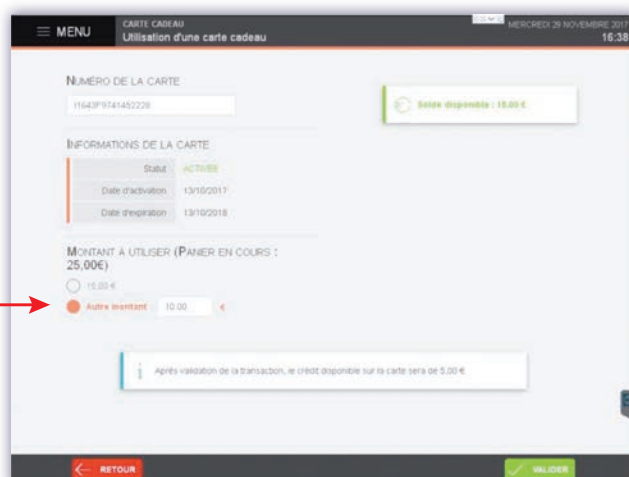 MENU
CARTE CADEAU
Utilisation d'une carte cadeau
MERCREDI 29 NOVEMBRE 2017
16:38
NUMÉRO DE LA CARTE
Solde disponible : 15.00 €
INFORMATIONS DE LA CARTE
Statut ACTIVÉE
Date d'activation 13/10/2017
Date d'expiration 13/10/2018
MONTANT À UTILISER (PANIER EN COURS :
25,00€)
15,00 €
Autre montant 10.00 €
i Après validation de la transaction, le crédit disponible sur la carte sera de 5,00 €
RETOUR
VALIDER